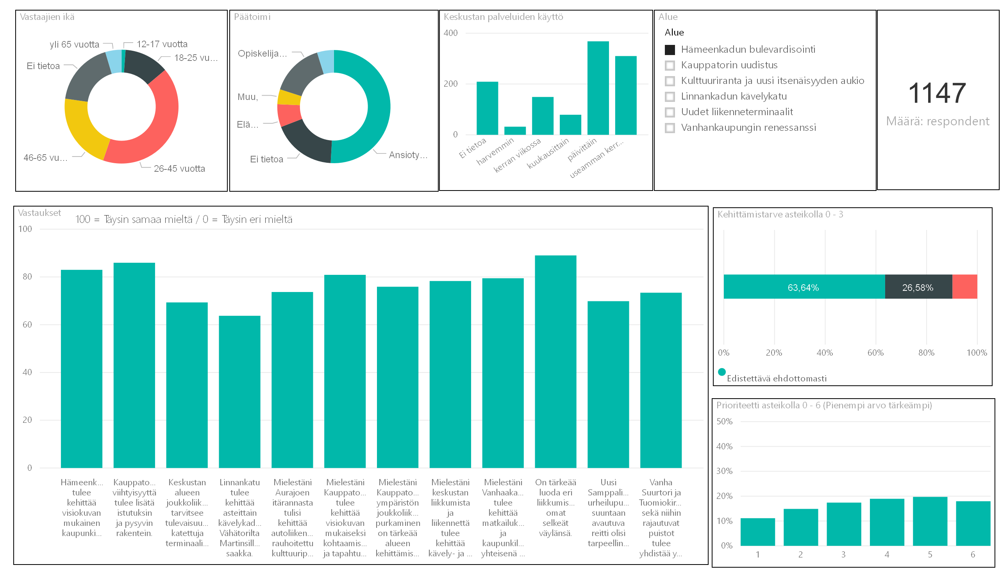 Vastaajien ikä
yli 65 vuotta
12-17 vuotta
18-25 vu...
Ei tietoa
46-65 vu...
26-45 vuotta
Päätoimi
Opiskelija...
Muu,
Elä...
Ei tietoa
Ansioty...
Keskustan palveluiden käyttö
400
200
0
Ei tietoa
harvemmin
kerran viikossa
kuukausittain
päivittäin
useamman kerr...
Alue
Alue
Hämeenkadun bulevardisointi
Kauppatorin uudistus
Kulttuuriranta ja uusi itsenäisyyden aukio
Linnankadun kävelykatu
Uudet liikenneterminaalit
Vanhankaupungin renessanssi
1147
Määrä: respondent
Vastaukset
100 = Täysin samaa mieltä / 0 = Täysin eri mieltä
100
80
60
40
20
0
Hämeenk...
tulee
kehittää
visiokuvan
mukainen
kaupunki...
Kauppato...
viihtyisyyttä
tulee lisätä
istutuksin
ja pysyvin
rakentein.
Keskustan
alueen
joukkoliik...
tarvitsee
tulevaisuu...
katettuja
terminaali...
Linnankatu
tulee
kehittää
asteittain
kävelykad...
Vähätorilta
Martinsill...
saakka.
Mielestäni
Aurajoen
itärannasta
tulisi
kehittää
autoliiken...
rauhoitettu
kulttuurip...
Mielestäni
Kauppato...
tulee
kehittää
visiokuvan
mukaiseksi
kohtaamis...
ja tapahtu...
Mielestäni
Kauppato...
ympäristön
joukkoliik...
purkaminen
on tärkeää
alueen
kehittämis...
Mielestäni
keskustan
liikkumista
ja
liikennettä
tulee
kehittää
kävely- ja ...
Mielestäni
Vanhaaka...
tulee
kehittää
matkailuk...
ja
kaupunkil...
yhteisenä ...
On tärkeää
luoda eri
liikkumis...
omat
selkeät
väylänsä.
Uusi
Samppali...
urheilupu...
suuntaan
avautuva
reitti olisi
tarpeellin...
Vanha
Suurtori ja
Tuomiokir...
sekä niihin
rajautuvat
puistot
tulee
yhdistää y...
Kehittämistarve asteikolla 0 - 3
63,64%
26,58%
0%
20%
40%
60%
80%
100%
Edistettävä ehdottomasti
Prioriteetti asteikolla 0 - 6 (Pienempi arvo tärkeämpi)
50%
40%
30%
20%
10%
0%
1
2
3
4
5
6